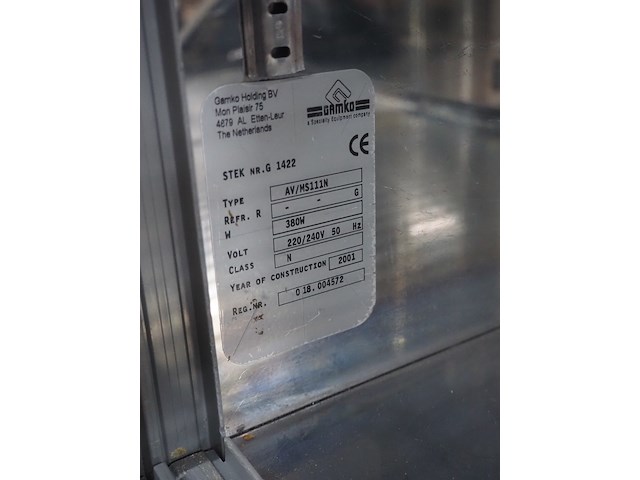 Gamko Holding BV
Mon Plaisir 75
4879 AL Etten-Leur
The Netherlands
GAMKO
a Specialty Equipment company
CE
STEK NR.G 1422
TYPE AV/MS111N
REFR. R - - G
W 380W
VOLT 220/240V 50 Hz
CLASS N
YEAR OF CONSTRUCTION 2001
REG.NR. 0 18.004572